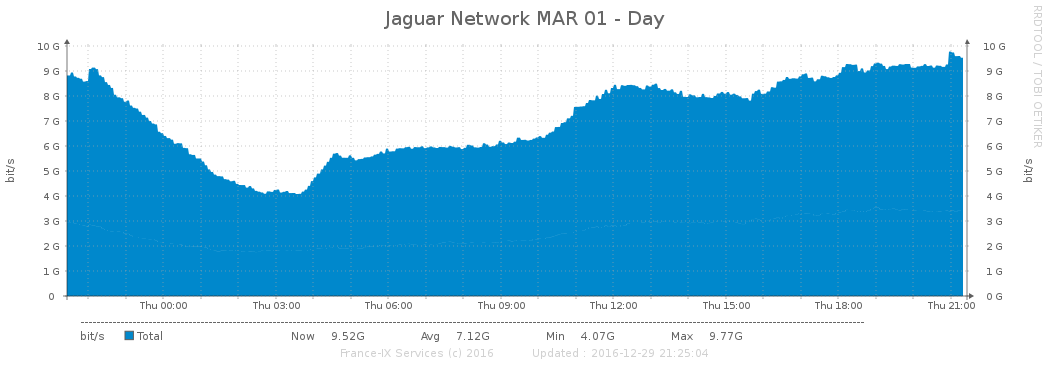 Jaguar Network MAR 01 - Day
RRDTOOL / TOBI OETIKER
bit/s
10 G
9 G
8 G
7 G
6 G
5 G
4 G
3 G
2 G
1 G
0
10 G
9 G
8 G
7 G
6 G
5 G
4 G
3 G
2 G
1 G
0 G
bit/s
Thu 00:00 Thu 03:00 Thu 06:00 Thu 09:00 Thu 12:00 Thu 15:00 Thu 18:00 Thu 21:00
bit/s Total Now 9.52G Avg 7.12G Min 4.07G Max 9.77G
France-IX Services (c) 2016 Updated : 2016-12-29 21:25:04